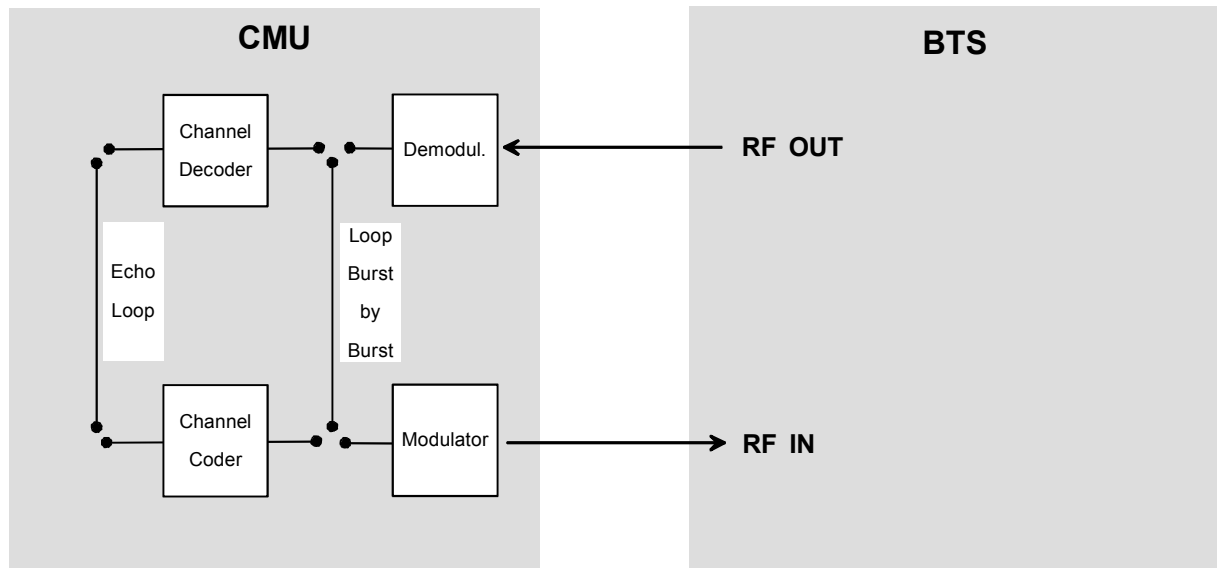 CMU
BTS
Channel
Decoder
Demodul.
RF OUT
Echo
Loop
Loop
Burst
by
Burst
Channel
Coder
Modulator
RF IN